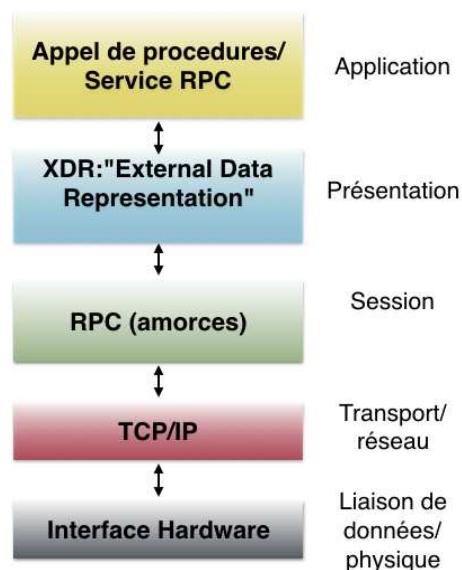 Appel de procedures/
Service RPC
Application
XDR:"External Data
Representation"
Présentation
RPC (amorces)
Session
TCP/IP
Transport/
réseau
Interface Hardware
Liaison de
données/
physique